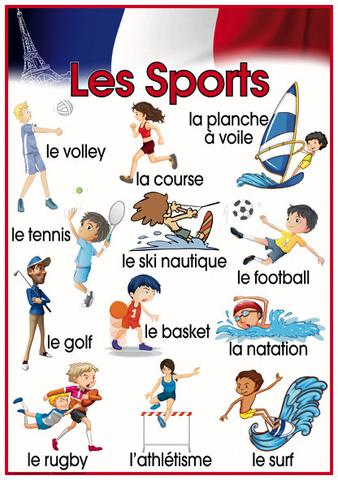 Les Sports
le volley
la course
la planche
à voile
le tennis
le ski nautique
le football
le golf
le basket
la natation
le rugby
l'athlétisme
le surf